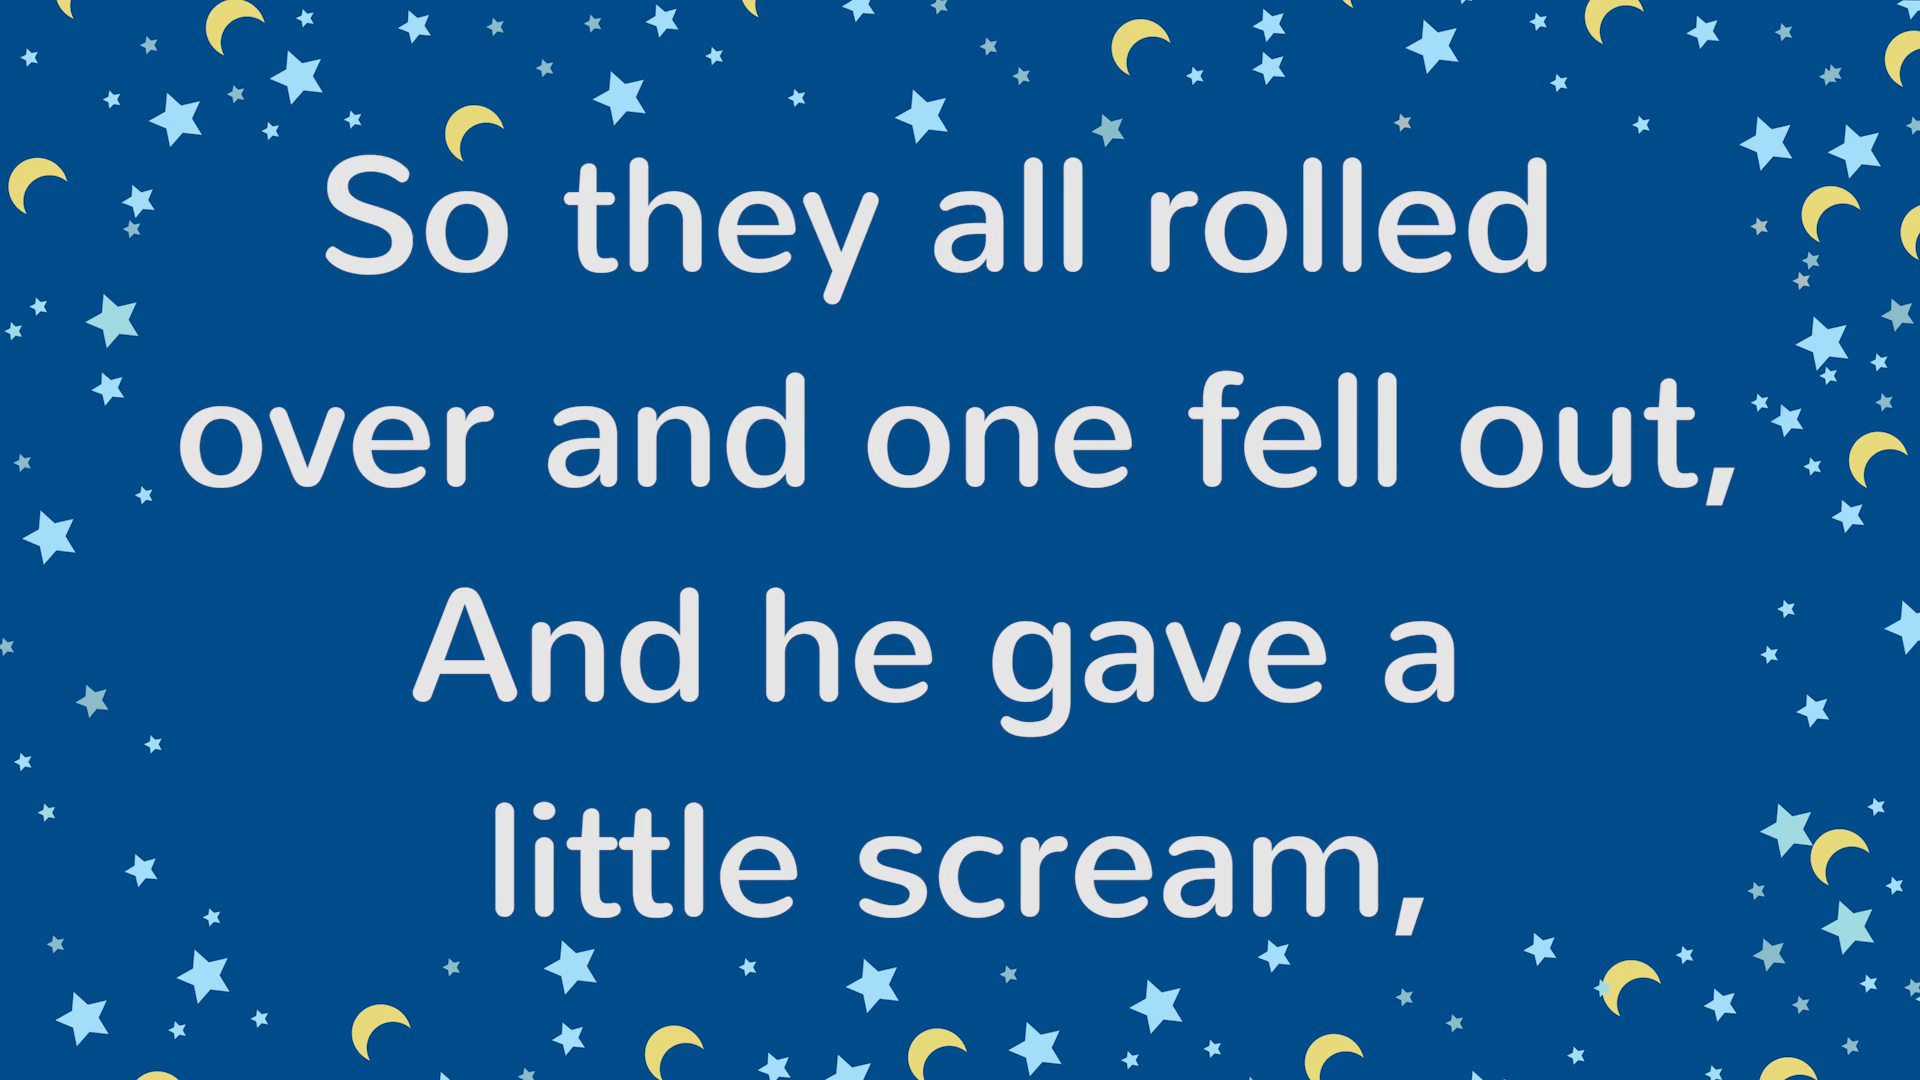 So they all rolled
over and one fell out,
And he gave a
little scream,